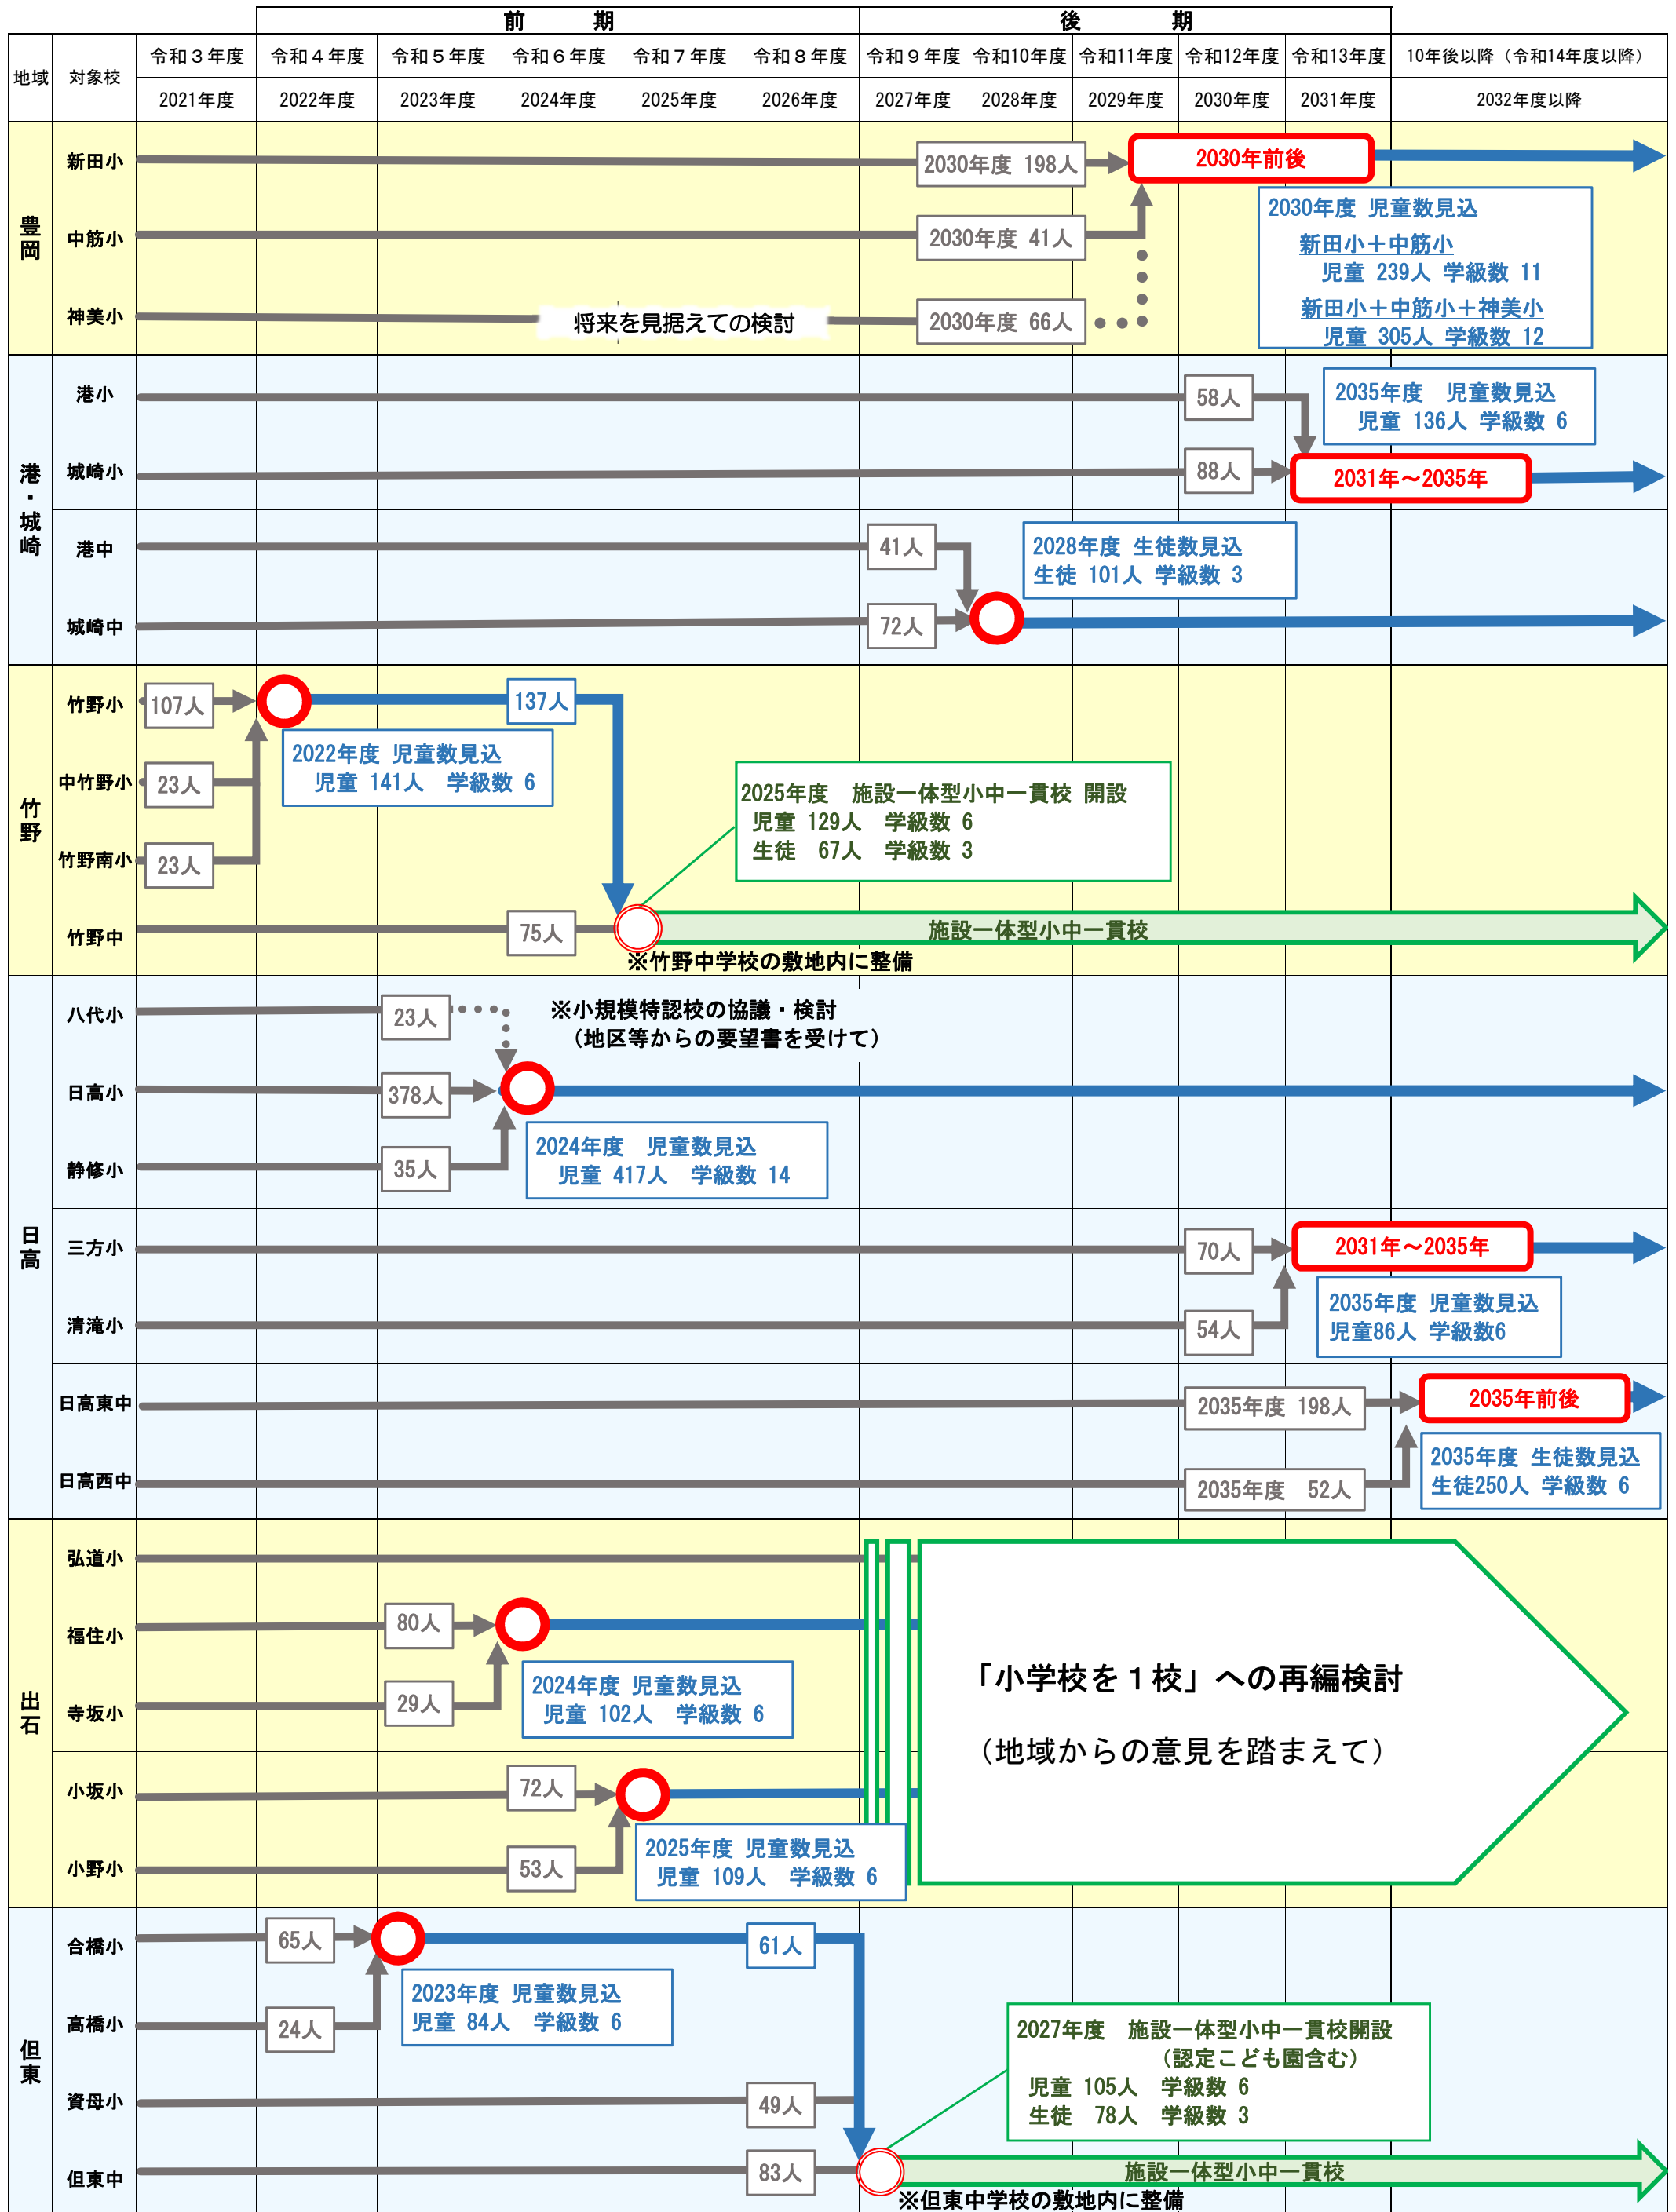 前　期
後　期
地域
対象校
令和３年度
令和４年度
令和５年度
令和６年度
令和７年度
令和８年度
令和９年度
令和10年度
令和11年度
令和12年度
令和13年度
10年後以降（令和14年度以降）
2021年度
2022年度
2023年度
2024年度
2025年度
2026年度
2027年度
2028年度
2029年度
2030年度
2031年度
2032年度以降
豊岡
新田小
2030年度 198人
2030年前後
中筋小
2030年度 41人
神美小
将来を見据えての検討
2030年度 66人
2030年度 児童数見込
新田小＋中筋小
児童 239人 学級数 11
新田小＋中筋小＋神美小
児童 305人 学級数 12
港・城崎
港小
58人
2035年度　児童数見込
児童 136人 学級数 6
城崎小
88人
2031年～2035年
港中
41人
2028年度 生徒数見込
生徒 101人 学級数 3
城崎中
72人
竹野
竹野小
107人
137人
2022年度 児童数見込
児童 141人　学級数 6
中竹野小
23人
竹野南小
23人
2025年度　施設一体型小中一貫校 開設
児童 129人　学級数 6
生徒　67人　学級数 3
竹野中
75人
施設一体型小中一貫校
※竹野中学校の敷地内に整備
日高
八代小
23人
※小規模特認校の協議・検討
（地区等からの要望書を受けて）
日高小
378人
静修小
35人
2024年度　児童数見込
児童 417人　学級数 14
三方小
70人
2031年～2035年
清滝小
54人
2035年度 児童数見込
児童86人 学級数6
日高東中
2035年度 198人
2035年前後
日高西中
2035年度　52人
2035年度 生徒数見込
生徒250人 学級数 6
出石
弘道小
福住小
80人
寺坂小
29人
2024年度 児童数見込
児童 102人　学級数 6
「小学校を１校」への再編検討
（地域からの意見を踏まえて）
小坂小
72人
小野小
53人
2025年度 児童数見込
児童 109人　学級数 6
但東
合橋小
65人
61人
高橋小
24人
2023年度 児童数見込
児童 84人　学級数 6
資母小
49人
2027年度　施設一体型小中一貫校開設
（認定こども園含む）
児童 105人　学級数 6
生徒　78人　学級数 3
但東中
83人
施設一体型小中一貫校
※但東中学校の敷地内に整備